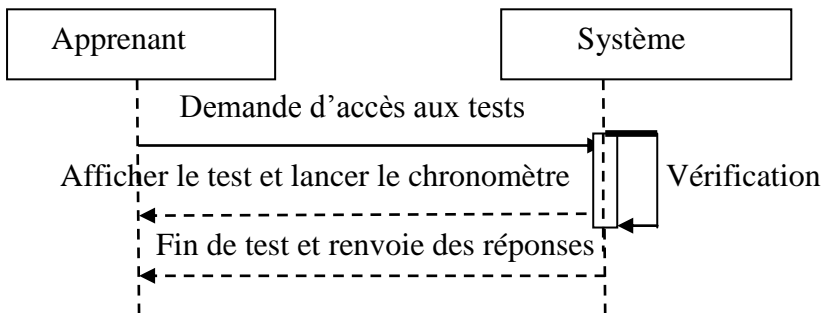 Apprenant
Système
Demande d'accès aux tests
Afficher le test et lancer le chronomètre
Vérification
Fin de test et renvoie des réponses